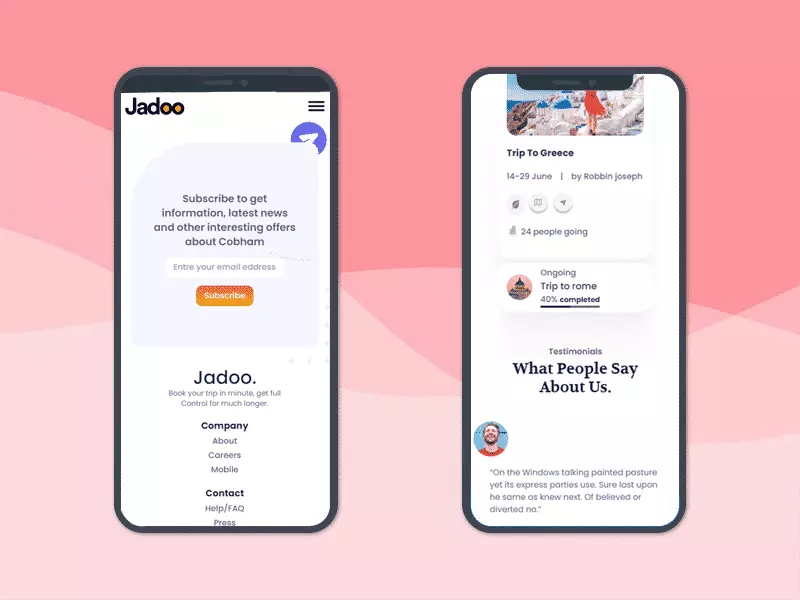 Jadoo
Subscribe to get
information, latest news
and other interesting offers
about Cobham
Entre your email eddress
Subscribe
Jadoo.
Book your trip in minute, get full
Control for much longer.
Company
About
Careers
Mobile
Contact
Help/FAQ
Press
Trip To Greece
14-29 June | by Robbin joseph
24 people going
Ongoing
Trip to rome
40% completed
Testimonials
What People Say
About Us.
“On the Windows talking painted pasture
yet its express parties use. Sure last upon
he same as knew next. Of believed or
diverted no.”